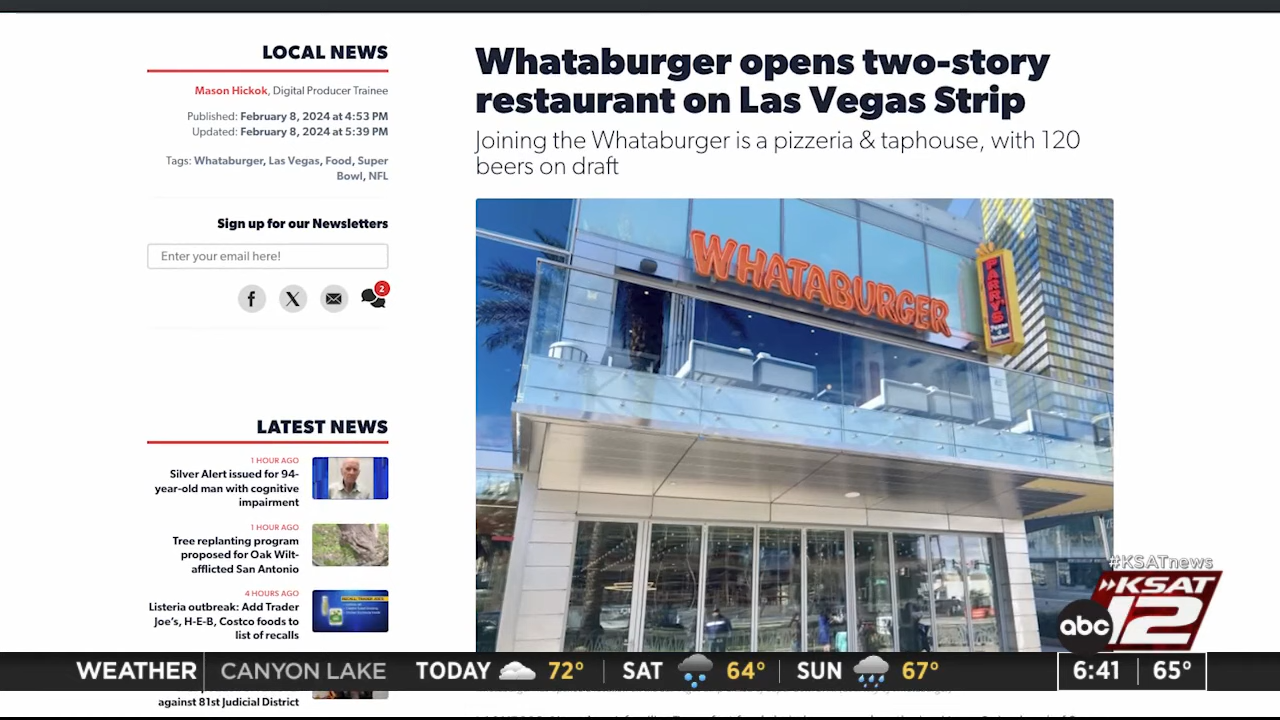 LOCAL NEWS
Mason Hickok, Digital Producer Trainee
Published: February 8, 2024 at 4:53 PM
Updated: February 8, 2024 at 5:39 PM
Tags: Whataburger, Las Vegas, Food, Super
Bowl, NFL
Sign up for our Newsletters
Enter your email here!
2
LATEST NEWS
1 HOUR AGO
Silver Alert issued for 94-
year-old man with cognitive
impairment
1 HOUR AGO
Tree replanting program
proposed for Oak Wilt-
afflicted San Antonio
4 HOURS AGO
Listeria outbreak: Add Trader
Joe's, H-E-B, Costco foods to
list of recalls
against 81st Judicial District
Whataburger opens two-story
restaurant on Las Vegas Strip
Joining the Whataburger is a pizzeria & taphouse, with 120
beers on draft
WHATABURGER
PARRY'S
#KSATnews
KSAT
abc 12
WEATHER CANYON LAKE TODAY 72° SAT 64° SUN 67° 6:41 65°